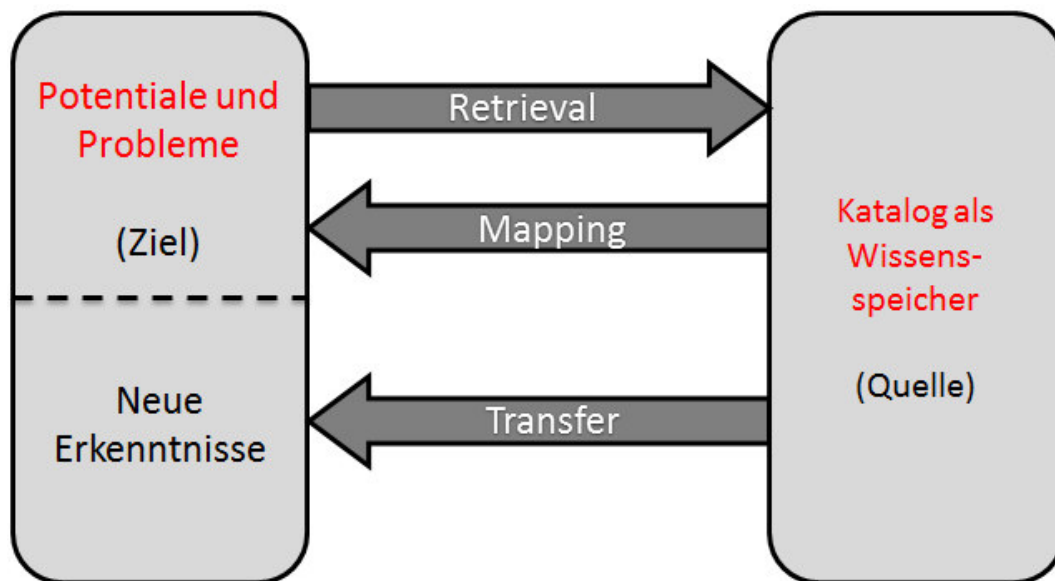 Potentiale und
Probleme
(Ziel)
Neue
Erkenntnisse
Retrieval
Mapping
Transfer
Katalog als
Wissens-
speicher
(Quelle)